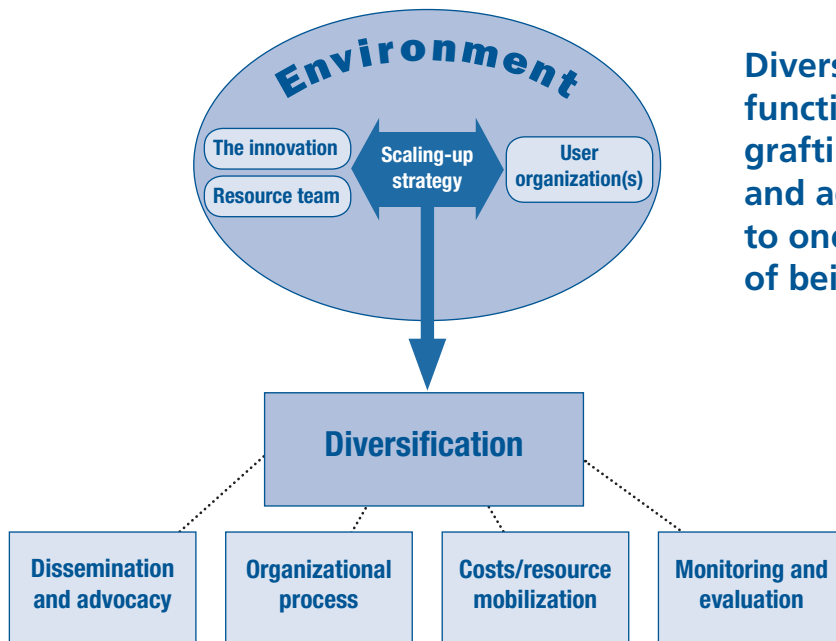 Environment
The innovation
Resource team
Scaling-up
strategy
User
organization(s)
Divers
functi
grafti
and a
to one
of bei
Diversification
Dissemination
and advocacy
Organizational
process
Costs/resource
mobilization
Monitoring and
evaluation